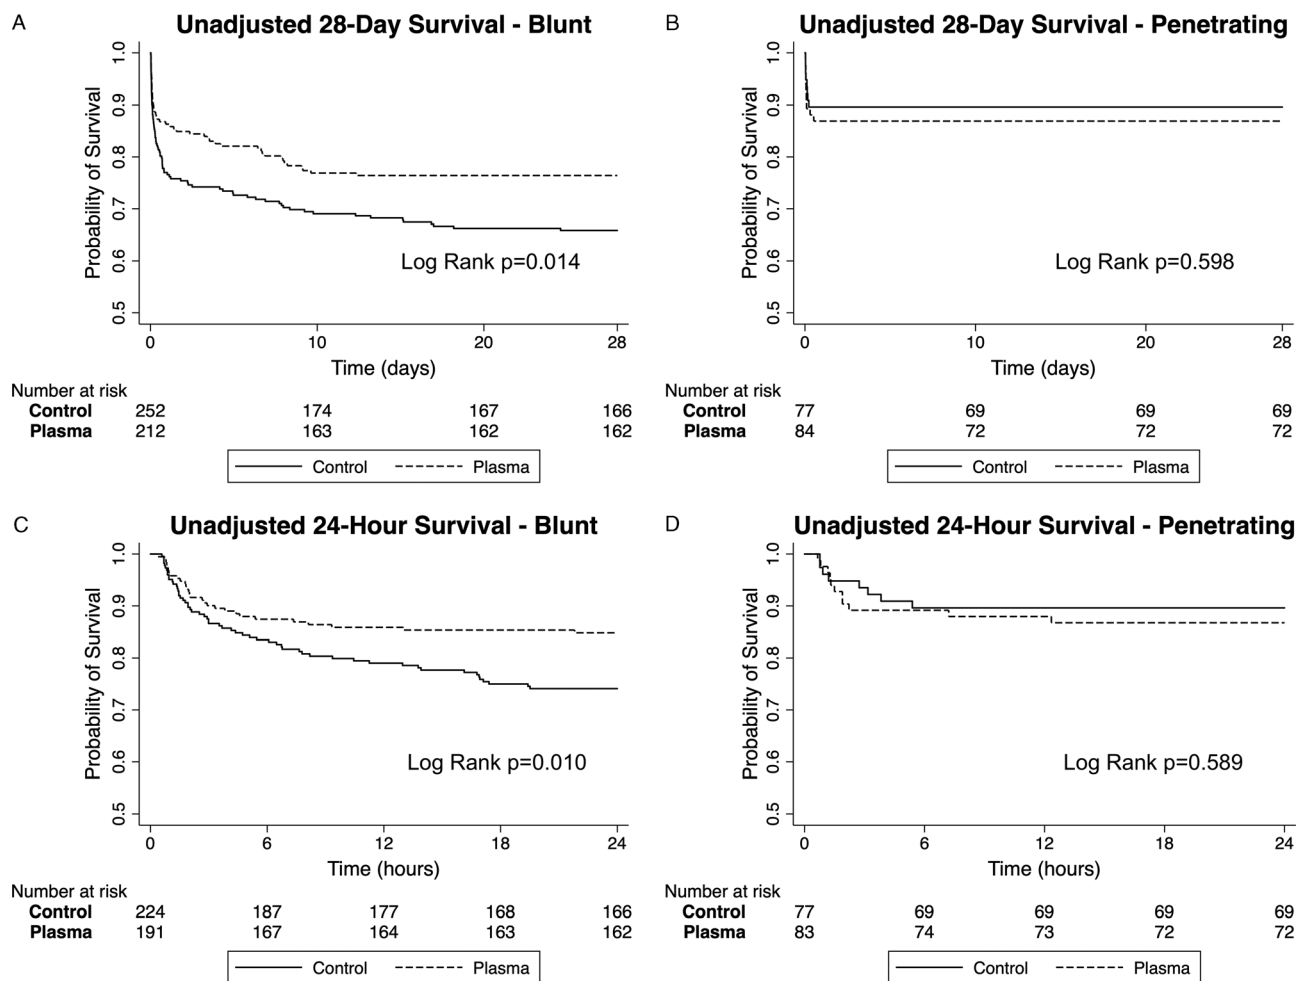 A
Unadjusted 28-Day Survival - Blunt
Probability of Survival
1.0
0.9
0.8
0.7
0.6
0.5
Log Rank p=0.014
0 10 20 28
Time (days)
Number at risk
Control 252 174 167 166
Plasma 212 163 162 162
Control Plasma
B
Unadjusted 28-Day Survival - Penetrating
Probability of Survival
1.0
0.9
0.8
0.7
0.6
0.5
Log Rank p=0.598
0 10 20 28
Time (days)
Number at risk
Control 77 69 69 69
Plasma 84 72 72 72
Control Plasma
C
Unadjusted 24-Hour Survival - Blunt
Probability of Survival
1.0
0.9
0.8
0.7
0.6
0.5
Log Rank p=0.010
0 6 12 18 24
Time (hours)
Number at risk
Control 224 187 177 168 166
Plasma 191 167 164 163 162
Control Plasma
D
Unadjusted 24-Hour Survival - Penetrating
Probability of Survival
1.0
0.9
0.8
0.7
0.6
0.5
Log Rank p=0.589
0 6 12 18 24
Time (hours)
Number at risk
Control 77 69 69 69 69
Plasma 83 74 73 72 72
Control Plasma